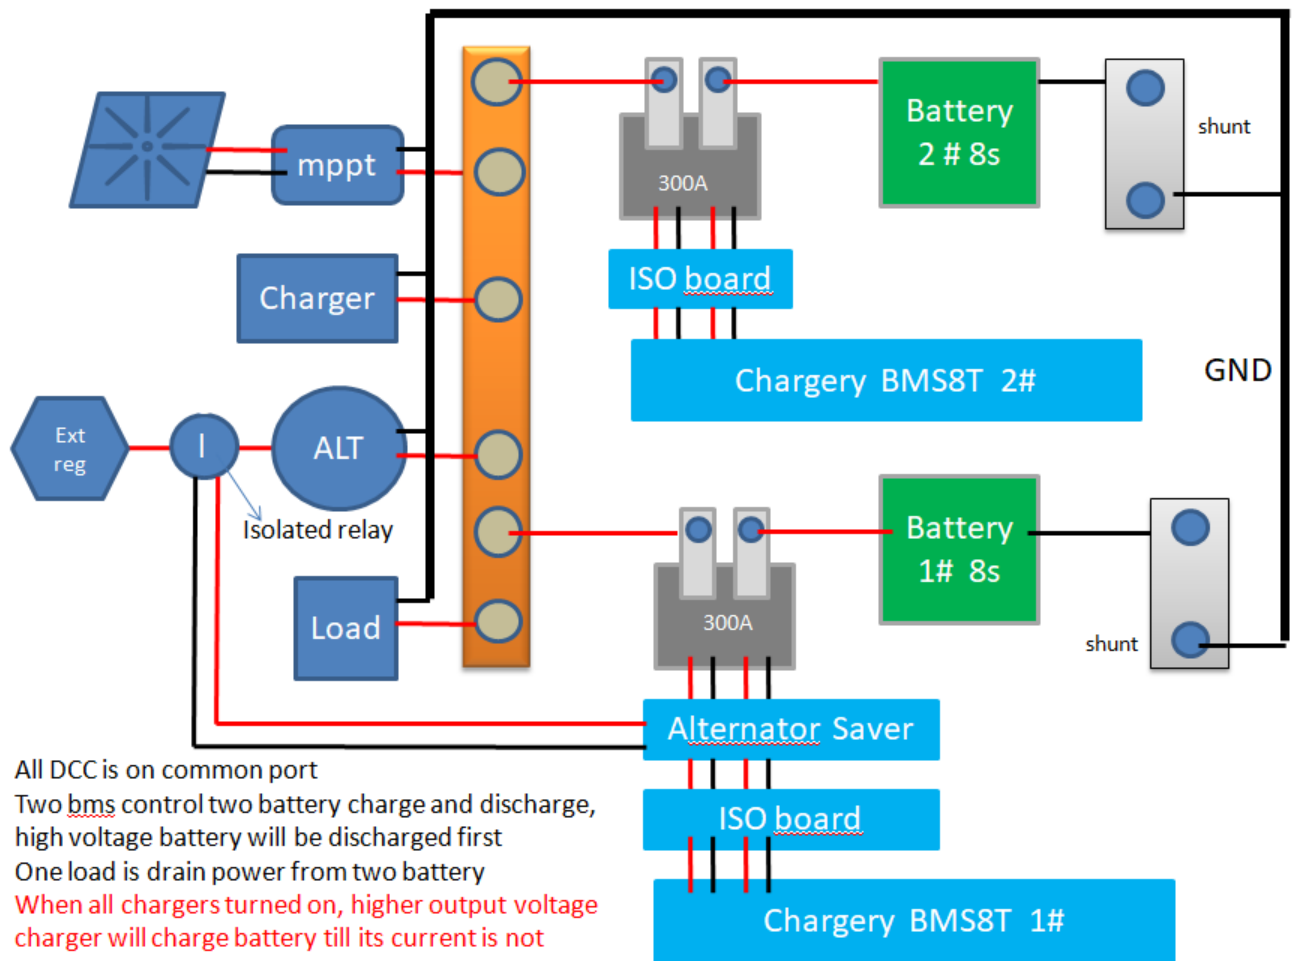 Battery
2 # 8s
shunt
mppt
300A
ISO board
Charger
GND
Chargery BMS8T 2#
Ext
reg
I
ALT
Isolated relay
Battery
1# 8s
Load
300A
shunt
Alternator Saver
All DCC is on common port
Two bms control two battery charge and discharge,
high voltage battery will be discharged first
One load is drain power from two battery
When all chargers turned on, higher output voltage
charger will charge battery till its current is not
ISO board
Chargery BMS8T 1#